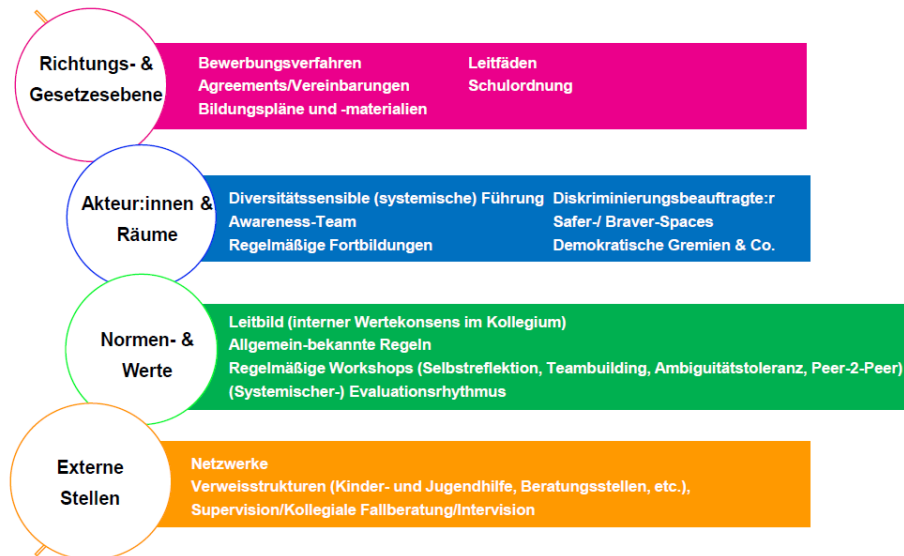 Richtungs- &
Gesetzesebene
Bewerbungsverfahren
Agreements/Vereinbarungen
Bildungspläne und -materialien
Leitfäden
Schulordnung
Akteur:innen &
Räume
Diversitätssensible (systemische) Führung
Awareness-Team
Regelmäßige Fortbildungen
Diskriminierungsbeauftragte:r
Safer-/ Braver-Spaces
Demokratische Gremien & Co.
Normen- &
Werte
Leitbild (interner Wertekonsens im Kollegium)
Allgemein-bekannte Regeln
Regelmäßige Workshops (Selbstreflektion, Teambuilding, Ambiguitätstoleranz, Peer-2-Peer)
(Systemischer-) Evaluationsrhythmus
Externe
Stellen
Netzwerke
Verweisstrukturen (Kinder- und Jugendhilfe, Beratungsstellen, etc.),
Supervision/Kollegiale Fallberatung/Intervision